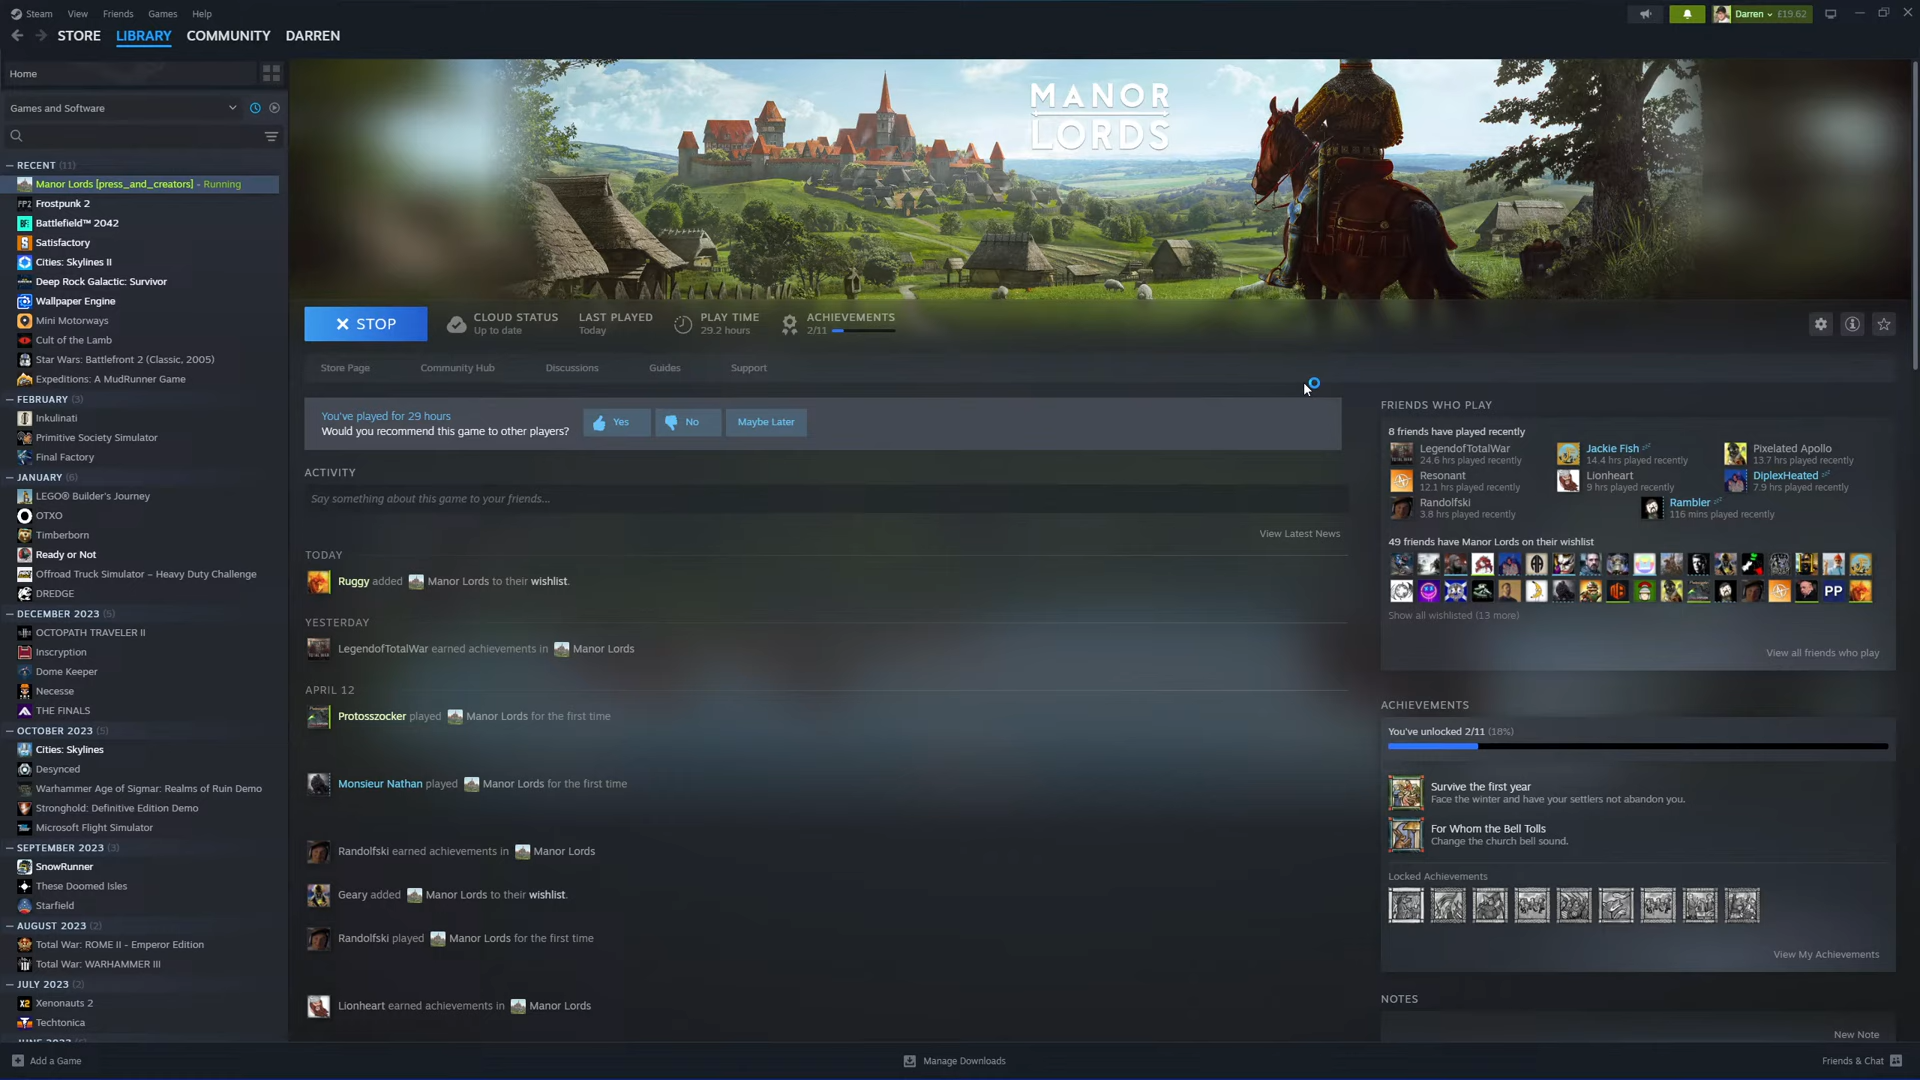 Steam View Friends Games Help
Darren £19.62
STORE LIBRARY COMMUNITY DARREN
Home
Games and Software
RECENT (11)
Manor Lords [press_and_creators] - Running
Frostpunk 2
Battlefield™ 2042
Satisfactory
Cities: Skylines II
Deep Rock Galactic: Survivor
Wallpaper Engine
Mini Motorways
Cult of the Lamb
Star Wars: Battlefront 2 (Classic, 2005)
Expeditions: A MudRunner Game
FEBRUARY (3)
Inkulinati
Primitive Society Simulator
Final Factory
JANUARY (6)
LEGO® Builder's Journey
OTXO
Timberborn
Ready or Not
Offroad Truck Simulator – Heavy Duty Challenge
DREDGE
DECEMBER 2023 (5)
OCTOPATH TRAVELER II
Inscryption
Dome Keeper
Necesse
THE FINALS
OCTOBER 2023 (5)
Cities: Skylines
Desynced
Warhammer Age of Sigmar: Realms of Ruin Demo
Stronghold: Definitive Edition Demo
Microsoft Flight Simulator
SEPTEMBER 2023 (3)
SnowRunner
These Doomed Isles
Starfield
AUGUST 2023 (2)
Total War: ROME II - Emperor Edition
Total War: WARHAMMER III
JULY 2023 (2)
Xenonauts 2
Techtonica
MANOR
LORDS
STOP
CLOUD STATUS
Up to date
LAST PLAYED
Today
PLAY TIME
29.2 hours
ACHIEVEMENTS
2/11
Store Page Community Hub Discussions Guides Support
You've played for 29 hours
Would you recommend this game to other players?
Yes No Maybe Later
ACTIVITY
Say something about this game to your friends...
View Latest News
TODAY
Ruggy added Manor Lords to their wishlist.
YESTERDAY
LegendofTotalWar earned achievements in Manor Lords
APRIL 12
Protosszocker played Manor Lords for the first time
Monsieur Nathan played Manor Lords for the first time
Randolfski earned achievements in Manor Lords
Geary added Manor Lords to their wishlist.
Randolfski played Manor Lords for the first time
Lionheart earned achievements in Manor Lords
FRIENDS WHO PLAY
8 friends have played recently
LegendofTotalWar
24.6 hrs played recently
Jackie Fish
14.4 hrs played recently
Pixelated Apollo
13.7 hrs played recently
Resonant
12.1 hrs played recently
Lionheart
9 hrs played recently
DiplexHeated
7.9 hrs played recently
Randolfski
3.8 hrs played recently
Rambler
116 mins played recently
49 friends have Manor Lords on their wishlist
PP
Show all wishlisted (13 more)
View all friends who play
ACHIEVEMENTS
You've unlocked 2/11 (18%)
Survive the first year
Face the winter and have your settlers not abandon you.
For Whom the Bell Tolls
Change the church bell sound.
Locked Achievements
View My Achievements
NOTES
New Note
Add a Game
Manage Downloads
Friends & Chat